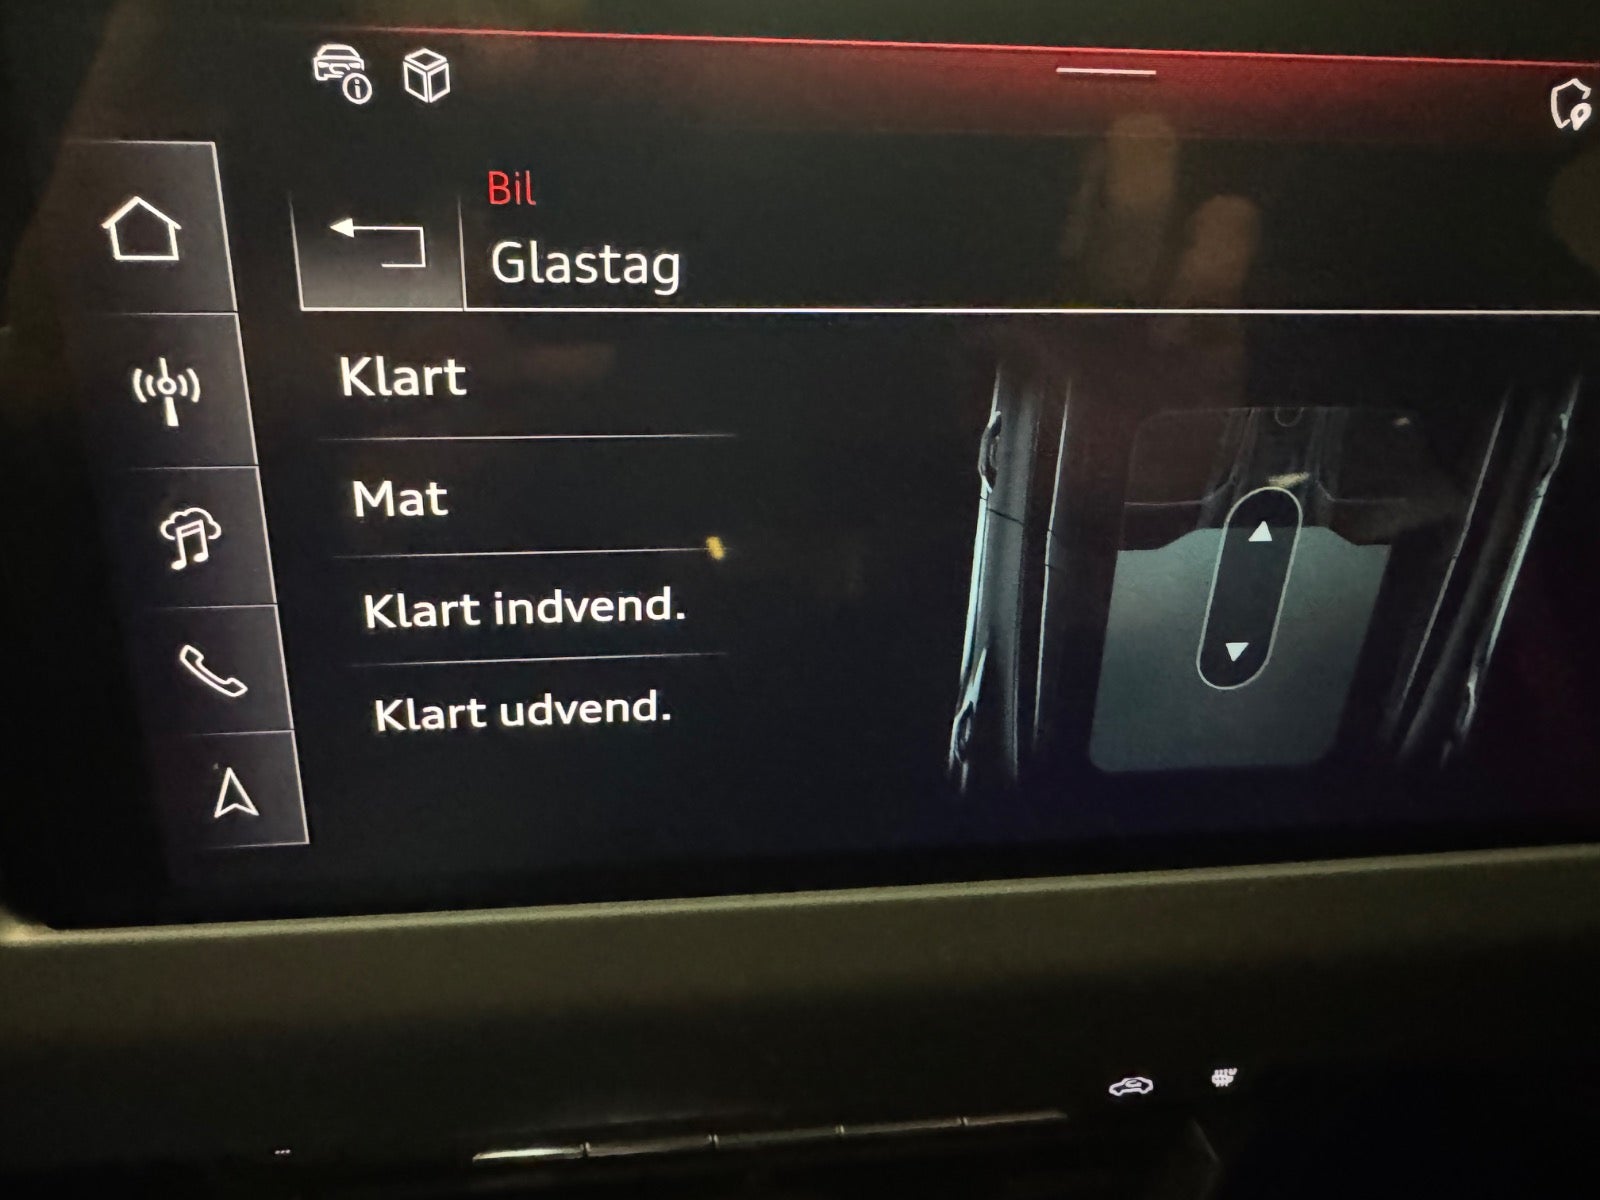 Bil
Glastag
Klart
Mat
Klart indvend.
Klart udvend.